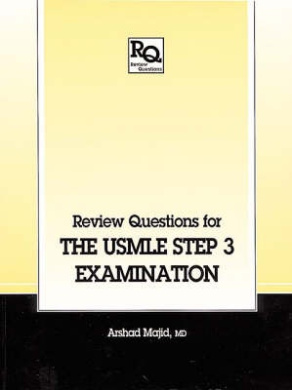 RQ
Review
Questions
Review Questions for
THE USMLE STEP 3
EXAMINATION
Arshad Majid, MD